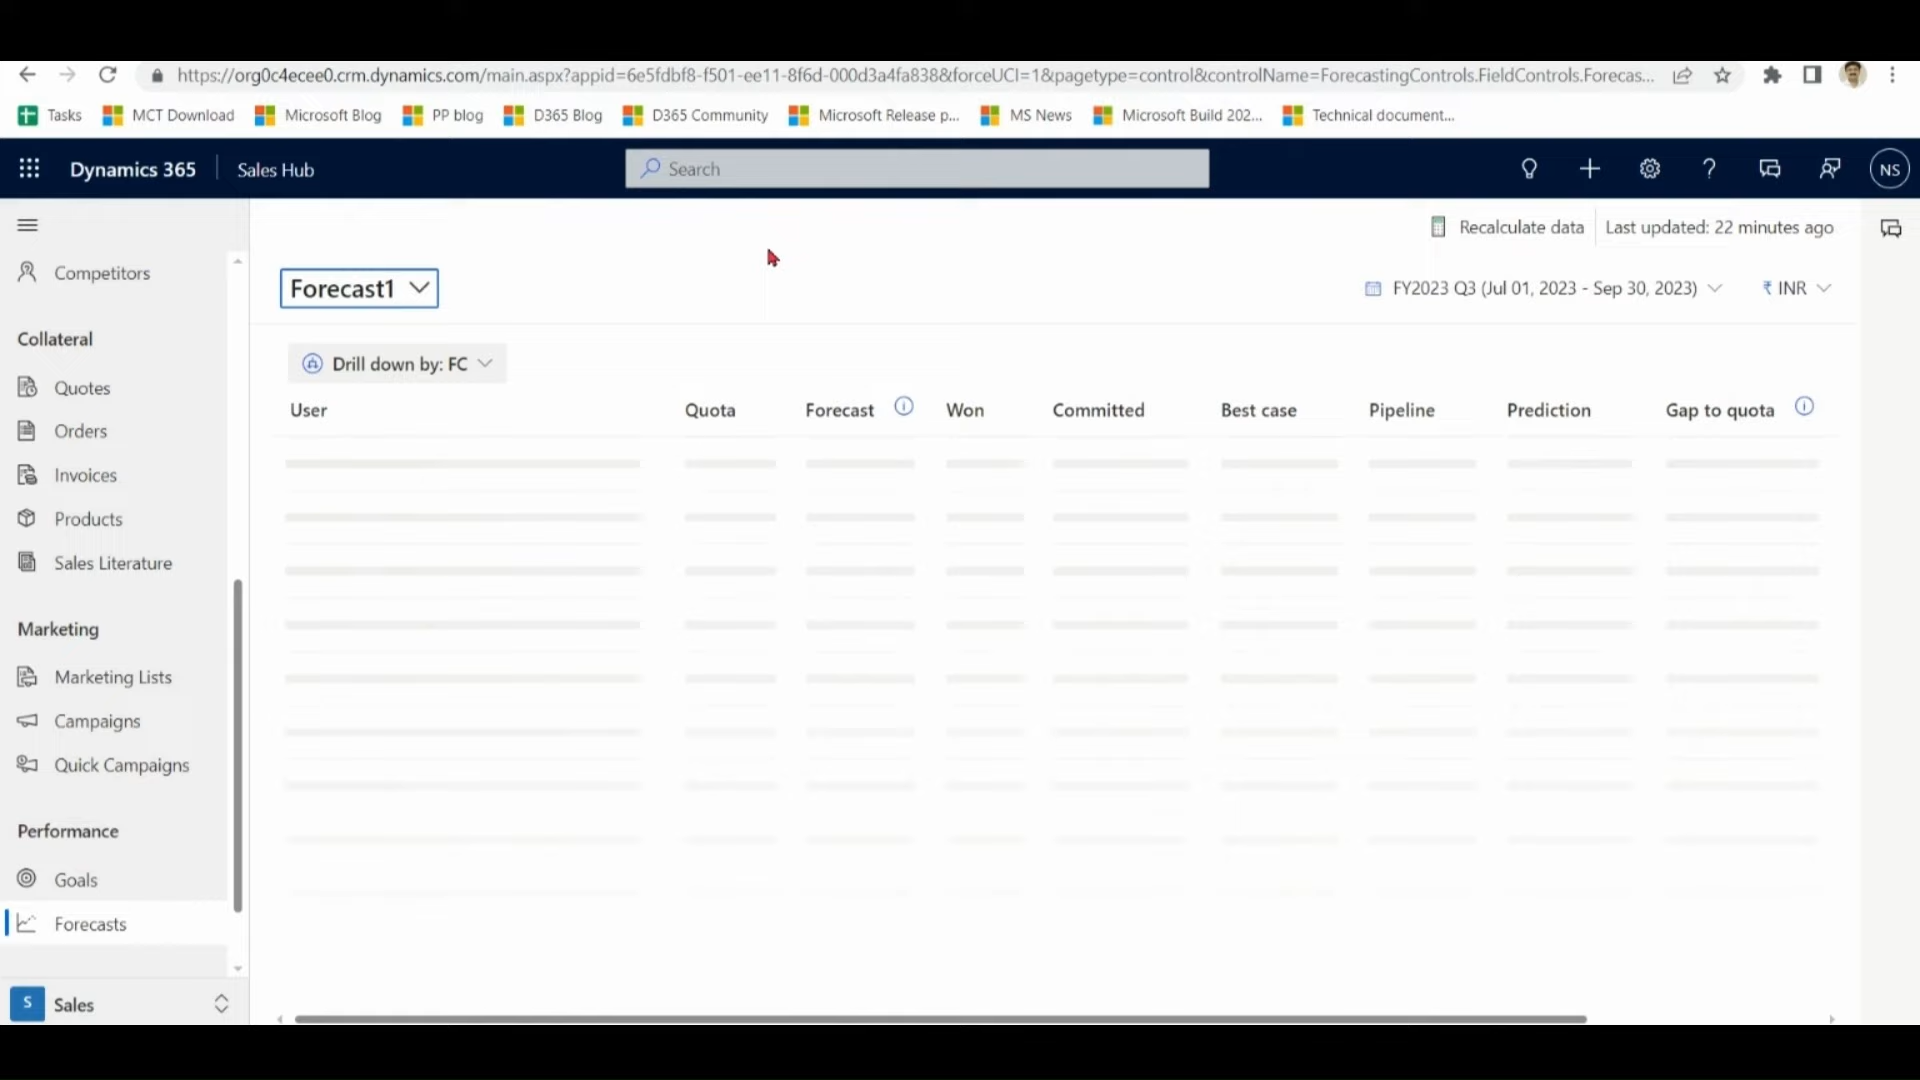 https://org0c4ecee0.crm.dynamics.com/main.aspx?appid=6e5fdbf8-f501-ee11-8f6d-000d3a4fa838&forceUCI=1&pagetype=control&controlName=ForecastingControls.FieldControls.Forecas...
Tasks MCT Download Microsoft Blog PP blog D365 Blog D365 Community Microsoft Release p... MS News Microsoft Build 202... Technical document...
Dynamics 365 Sales Hub Search NS
Recalculate data Last updated: 22 minutes ago
Competitors
Forecast1 FY2023 Q3 (Jul 01, 2023 - Sep 30, 2023) ₹ INR
Collateral
Drill down by: FC
Quotes
User Quota Forecast Won Committed Best case Pipeline Prediction Gap to quota
Orders
Invoices
Products
Sales Literature
Marketing
Marketing Lists
Campaigns
Quick Campaigns
Performance
Goals
Forecasts
S Sales